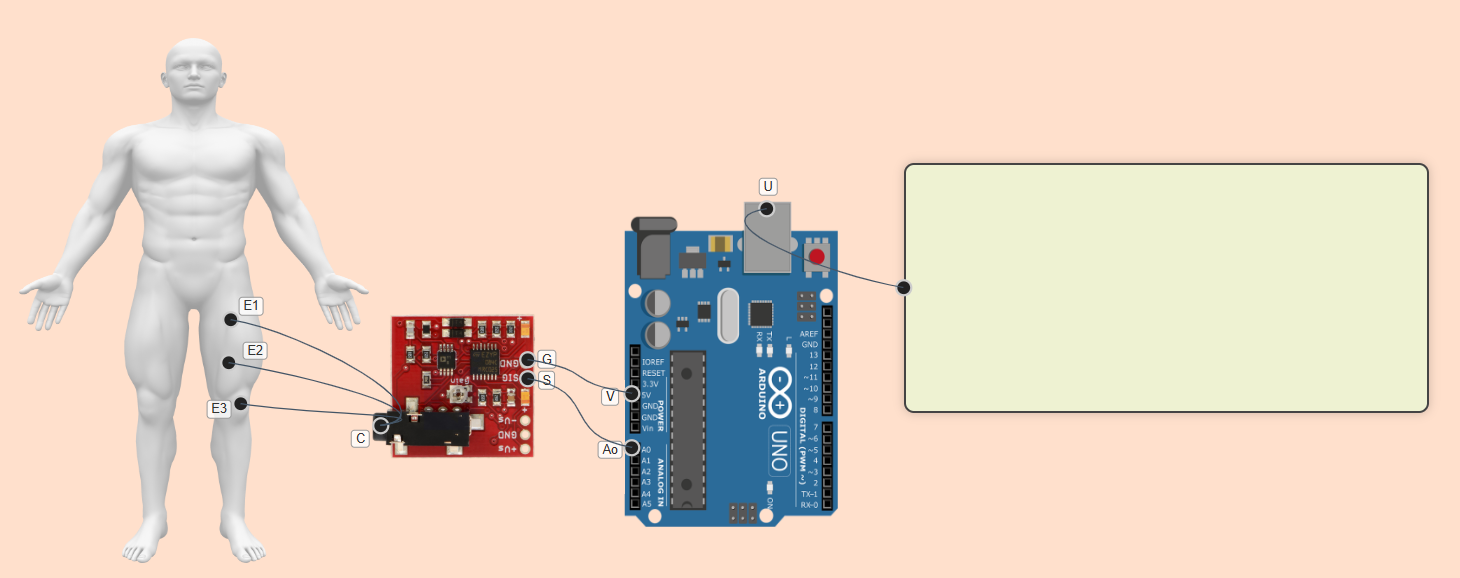 E1
E2
E3
C
G
S
V
Ao
U
GND
SIG
Gain
-Vs
GND
+Vs
IOREF
RESET
3.3V
5V
GND
GND
Vin
POWER
A0
A1
A2
A3
A4
A5
ANALOG IN
AREF
GND
13
12
~11
~10
~9
8
7
~6
~5
4
~3
2
TX-1
RX-0
DIGITAL (PWM ~)
RX
TX
L
ARDUINO
UNO
ON